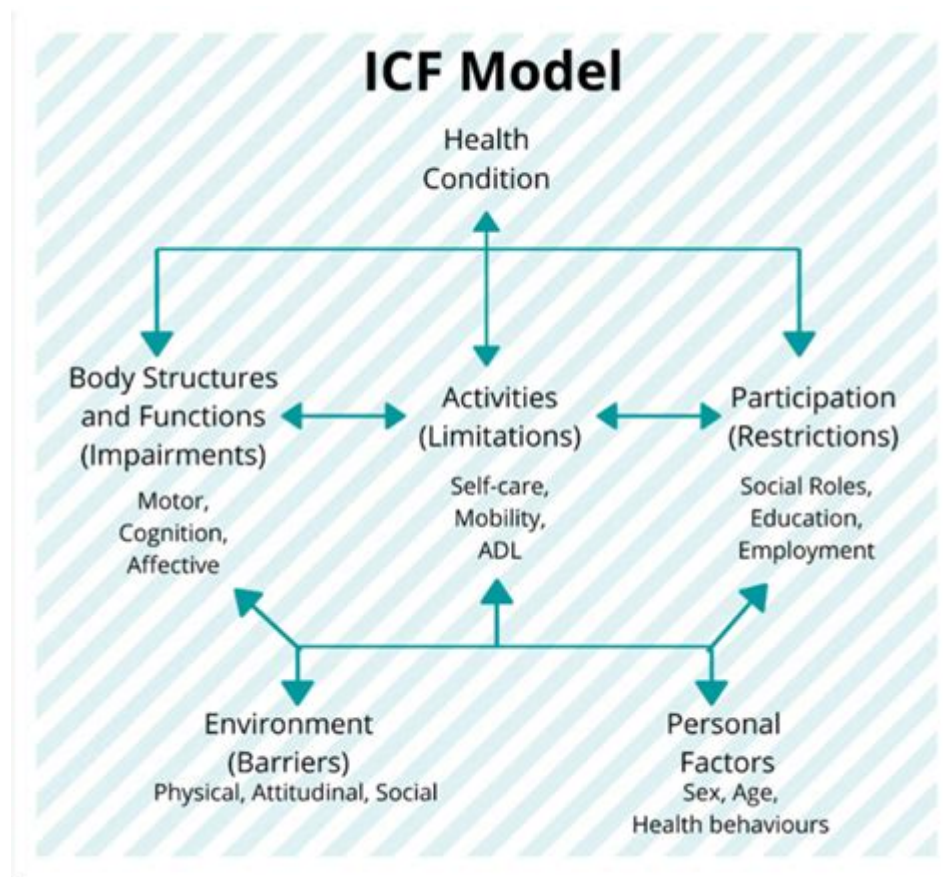 ICF Model
Health
Condition
Body Structures
and Functions
(Impairments)
Motor,
Cognition,
Affective
Activities
(Limitations)
Self-care,
Mobility,
ADL
Participation
(Restrictions)
Social Roles,
Education,
Employment
Environment
(Barriers)
Physical, Attitudinal, Social
Personal
Factors
Sex, Age,
Health behaviours